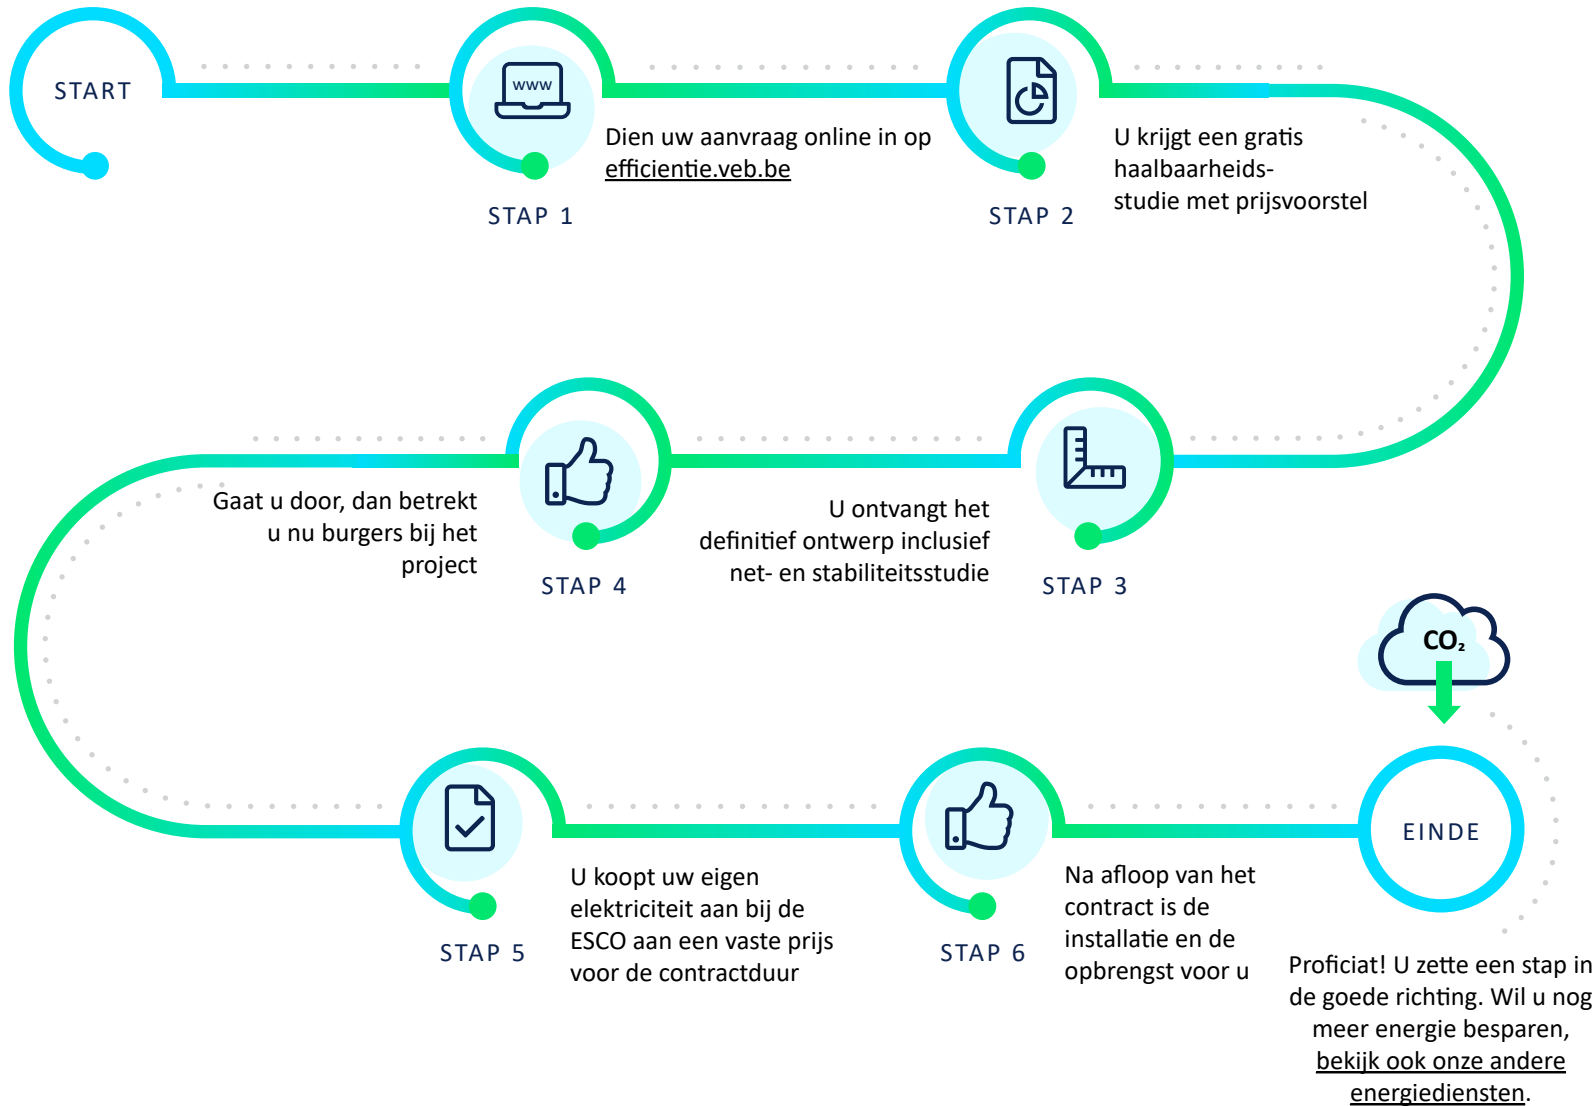 START
www
Dien uw aanvraag online in op
efficientie.veb.be
STAP 1
U krijgt een gratis
haalbaarheids-
studie met prijsvoorstel
STAP 2
U ontvangt het
definitief ontwerp inclusief
net- en stabiliteitsstudie
STAP 3
Gaat u door, dan betrekt
u nu burgers bij het
project
STAP 4
U koopt uw eigen
elektriciteit aan bij de
ESCO aan een vaste prijs
voor de contractduur
STAP 5
Na afloop van het
contract is de
installatie en de
opbrengst voor u
STAP 6
CO₂
EINDE
Proficiat! U zette een stap in
de goede richting. Wil u nog
meer energie besparen,
bekijk ook onze andere
energiediensten.